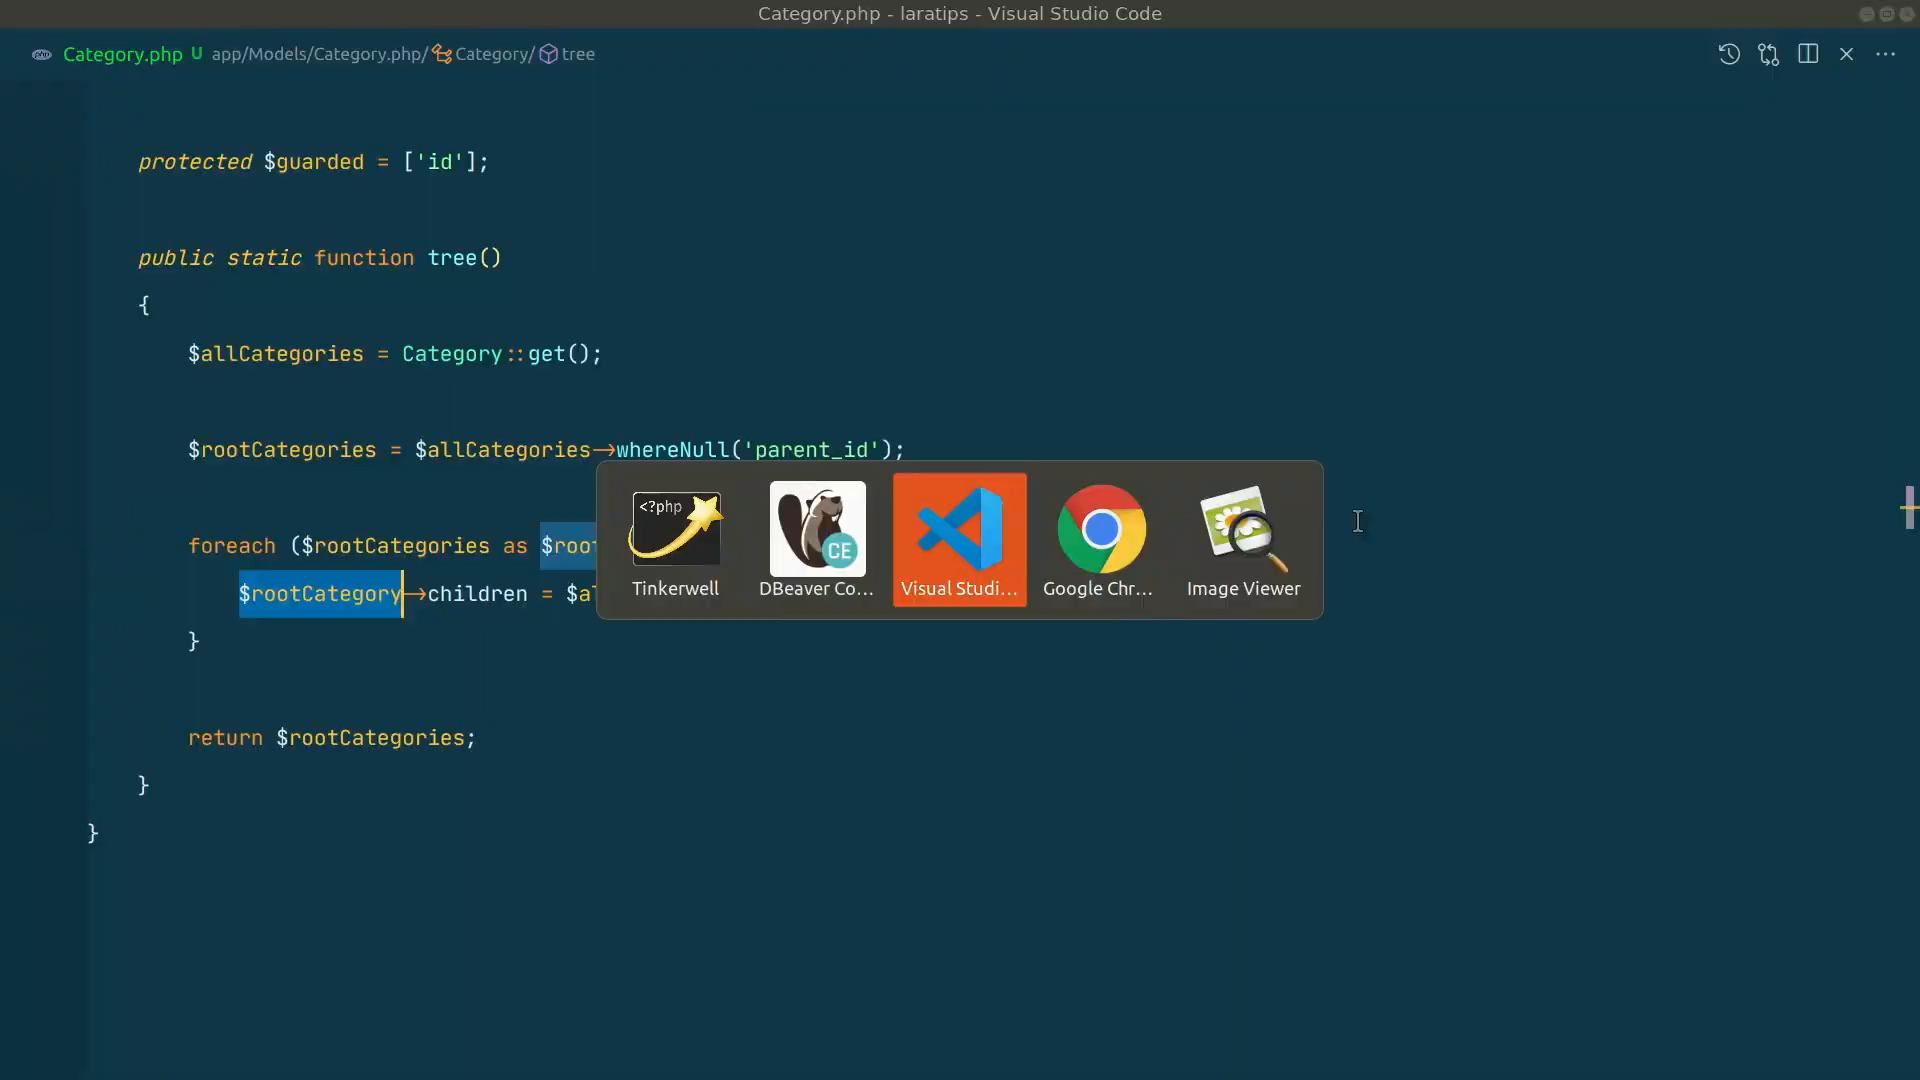 Category.php - laratips - Visual Studio Code
Category.php U app/Models/Category.php/ Category/ tree
protected $guarded = ['id'];
public static function tree()
{
$allCategories = Category::get();
$rootCategories = $allCategories->whereNull('parent_id');
foreach ($rootCategories as $root
$rootCategory->children = $al
}
return $rootCategories;
}
}
<?php
CE
Tinkerwell
DBeaver Co...
Visual Studi...
Google Chr...
Image Viewer